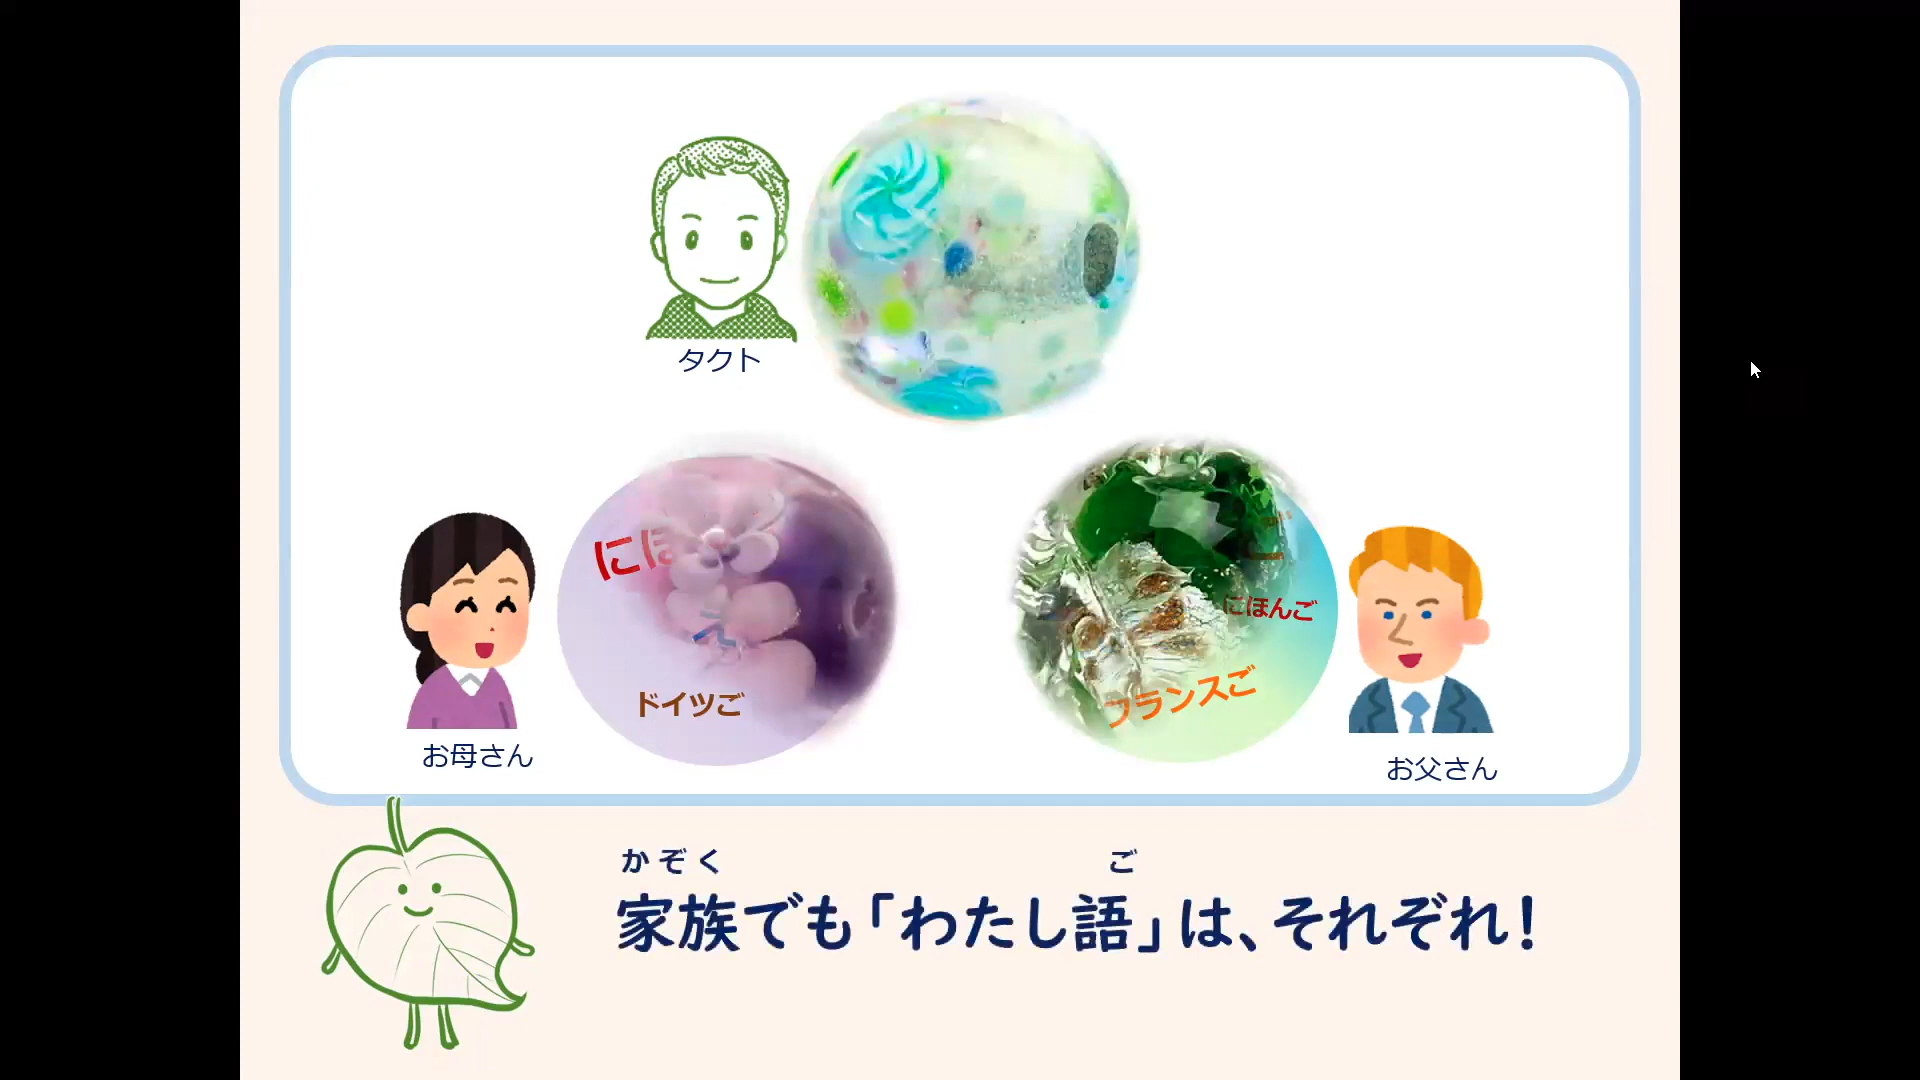 タクト
にほ
え
ドイツご
にほんご
フランスご
お母さん
お父さん
かぞく ご
家族でも「わたし語」は、それぞれ!